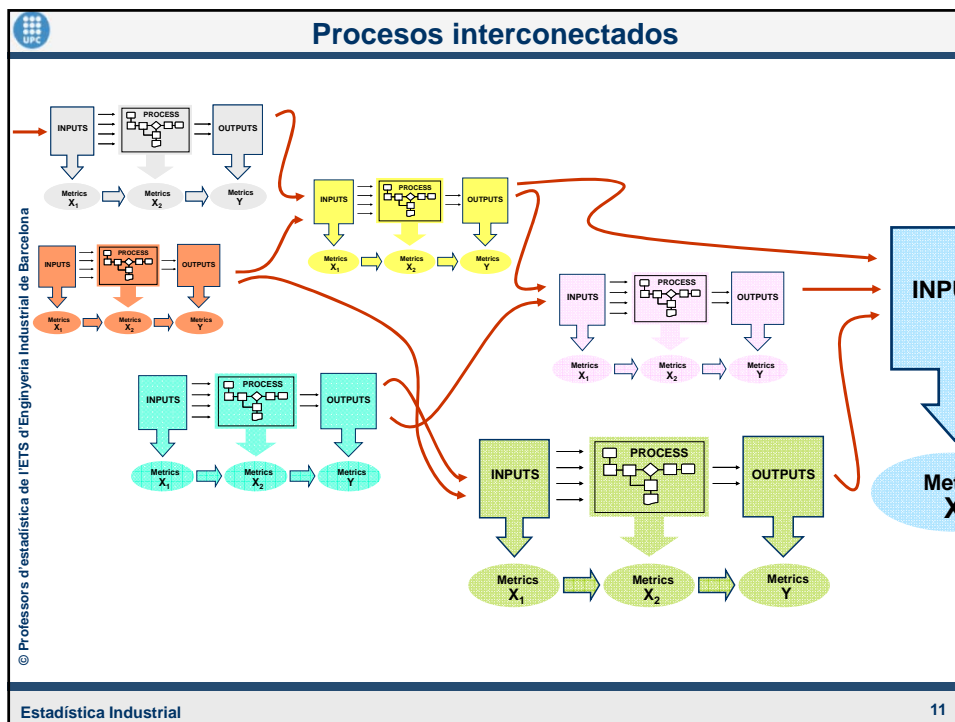 UPC
Procesos interconectados
INPUTS
PROCESS
OUTPUTS
Metrics
X1
Metrics
X2
Metrics
Y
INPUTS
PROCESS
OUTPUTS
Metrics
X1
Metrics
X2
Metrics
Y
INPUTS
PROCESS
OUTPUTS
Metrics
X1
Metrics
X2
Metrics
Y
INPUTS
PROCESS
OUTPUTS
Metrics
X1
Metrics
X2
Metrics
Y
INPUTS
PROCESS
OUTPUTS
Metrics
X1
Metrics
X2
Metrics
Y
INPUTS
PROCESS
OUTPUTS
Metrics
X1
Metrics
X2
Metrics
Y
INPU
Met
X
© Professors d'estadística de l'ETS d'Enginyeria Industrial de Barcelona
Estadística Industrial
11